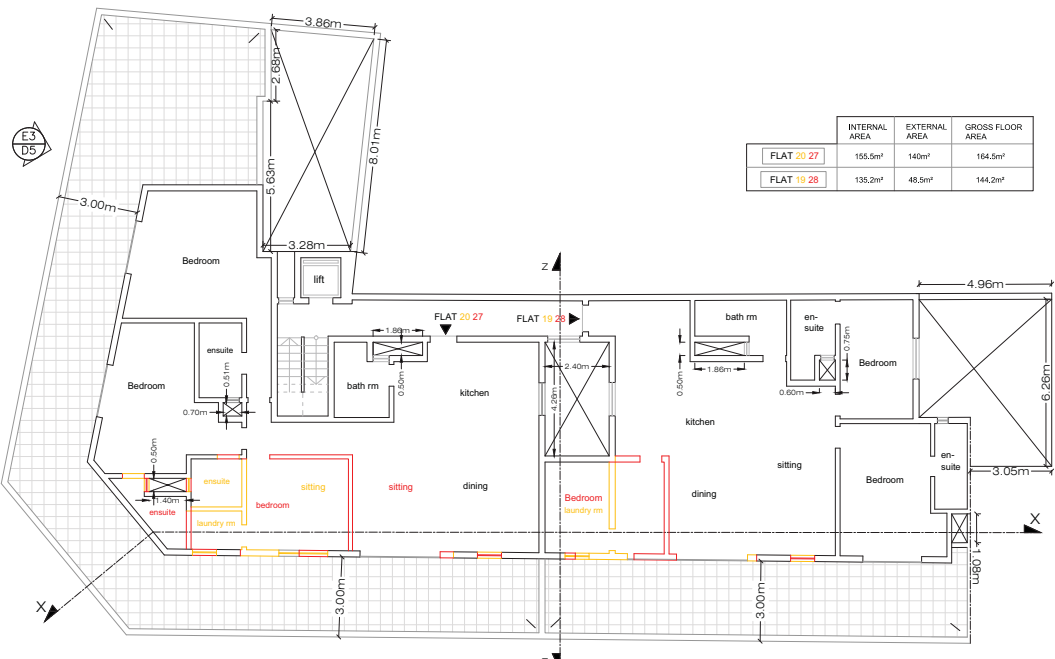 3.86m
2.68m
8.01m
5.63m
3.28m
3.00m
E3
D5
INTERNAL AREA
EXTERNAL AREA
GROSS FLOOR AREA
FLAT 20 27
155.5m²
140m²
164.5m²
FLAT 19 28
135.2m²
48.5m²
144.2m²
Bedroom
lift
Z
4.96m
FLAT 20 27
FLAT 19 28
bath rm
en-
suite
1.86m
0.50m
2.40m
4.26m
0.50m
1.86m
0.75m
0.60m
Bedroom
6.26m
ensuite
0.51m
0.70m
Bedroom
bath rm
kitchen
kitchen
sitting
en-
suite
3.05m
Bedroom
0.50m
1.40m
ensuite
ensuite
laundry rm
sitting
bedroom
sitting
dining
Bedroom
laundry rm
dining
X
1.08m
X
3.00m
3.00m